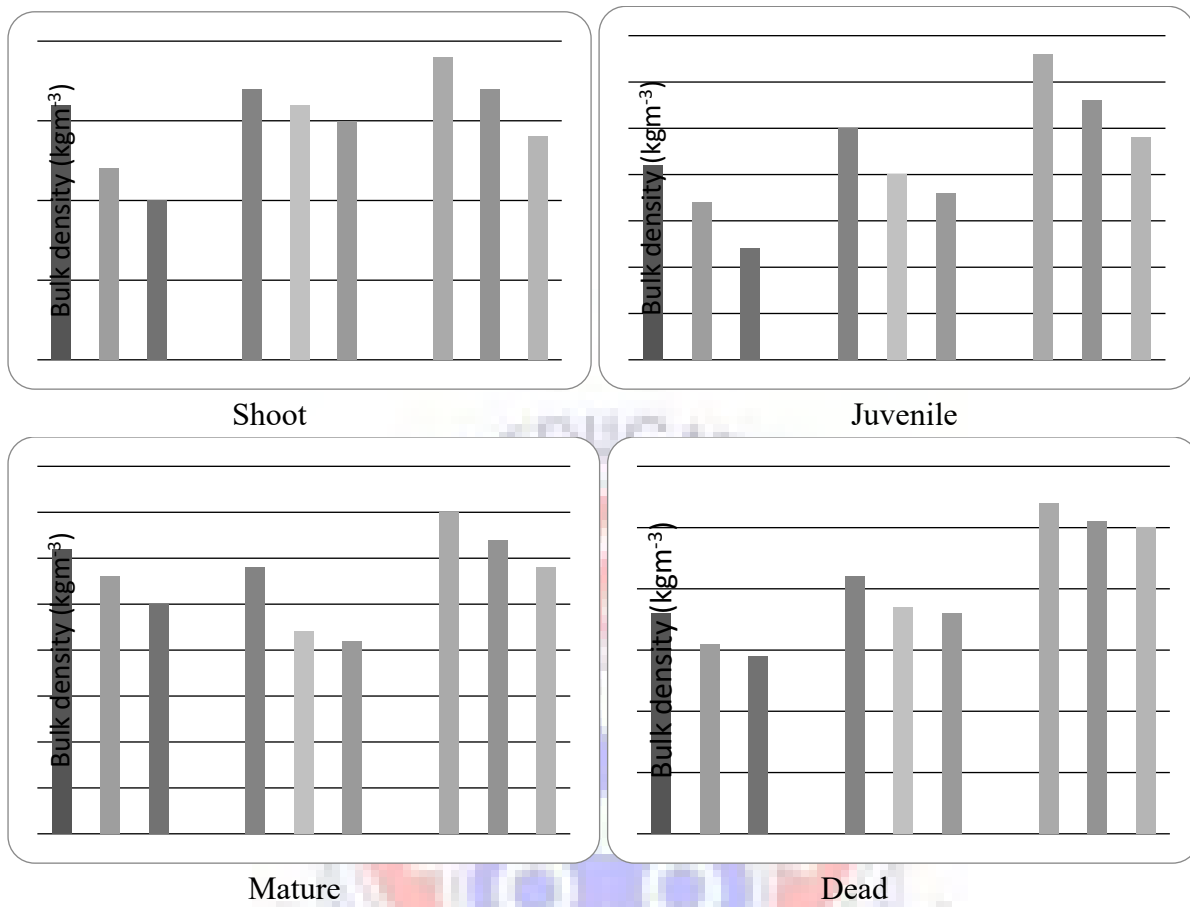 Bulk density (kgm⁻³)
Bulk density (kgm⁻³)
Shoot
Juvenile
Bulk density (kgm⁻³)
Bulk density (kgm⁻³)
Mature
Dead